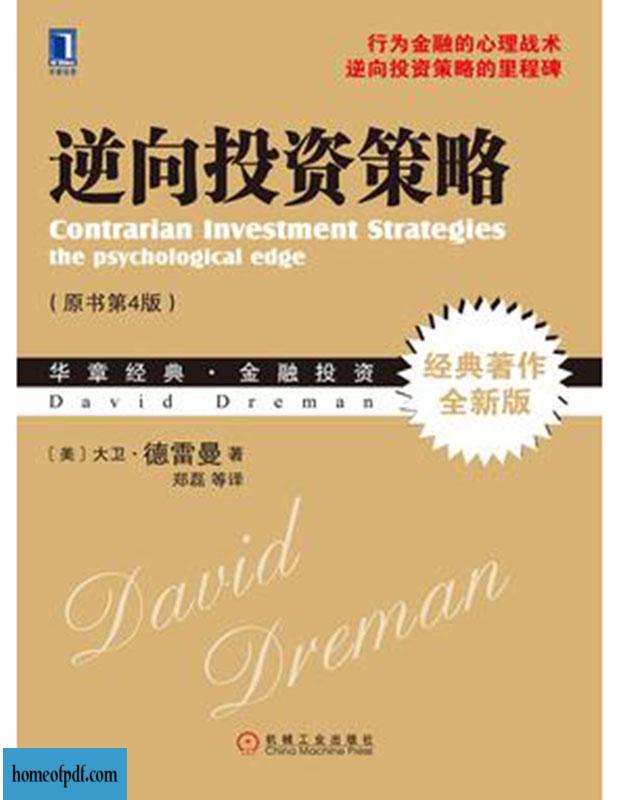 行为金融的心理战术
逆向投资策略的里程碑
逆向投资策略
Contrarian Investment Strategies
the psychological edge
（原书第4版）
华章经典·金融投资
David Dreman
经典著作
全新版
［美］大卫·德雷曼 著
郑磊 等译
David
Dreman
机械工业出版社
China Machine Press
homeofpdf.com